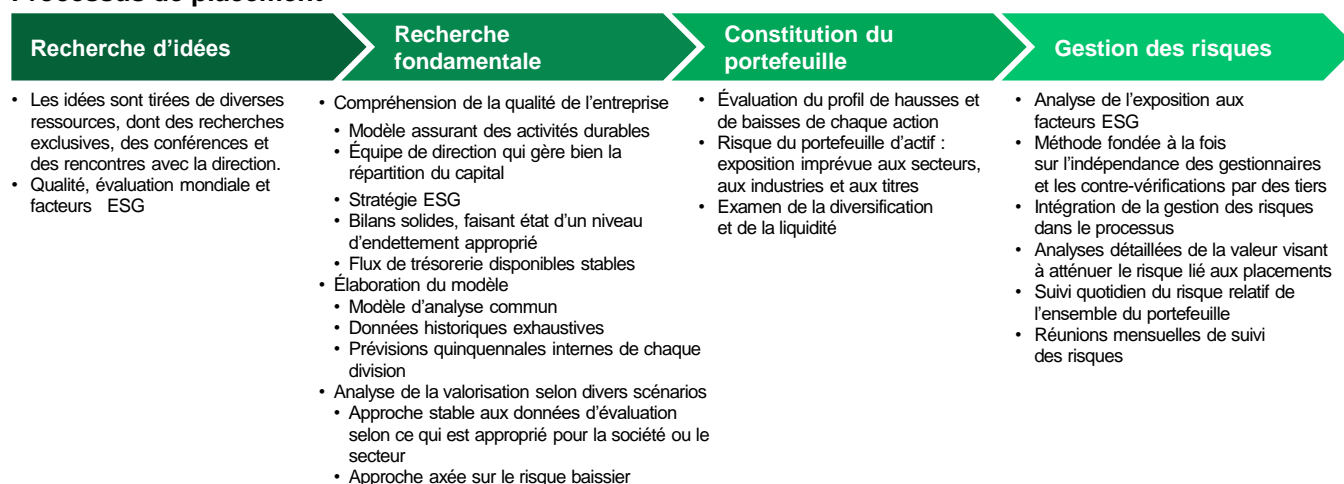 Processus de placement
Recherche d'idées
Recherche
fondamentale
Constitution du
portefeuille
Gestion des risques
• Les idées sont tirées de diverses
ressources, dont des recherches
exclusives, des conférences et
des rencontres avec la direction.
• Qualité, évaluation mondiale et
facteurs ESG
• Compréhension de la qualité de l'entreprise
• Modèle assurant des activités durables
• Équipe de direction qui gère bien la
répartition du capital
• Stratégie ESG
• Bilans solides, faisant état d'un niveau
d'endettement approprié
• Flux de trésorerie disponibles stables
• Élaboration du modèle
• Modèle d'analyse commun
• Données historiques exhaustives
• Prévisions quinquennales internes de chaque
division
• Analyse de la valorisation selon divers scénarios
• Approche stable aux données d'évaluation
selon ce qui est approprié pour la société ou le
secteur
• Approche axée sur le risque baissier
• Évaluation du profil de hausses et
de baisses de chaque action
• Risque du portefeuille d'actif :
exposition imprévue aux secteurs,
aux industries et aux titres
• Examen de la diversification
et de la liquidité
• Analyse de l'exposition aux
facteurs ESG
• Méthode fondée à la fois
sur l'indépendance des gestionnaires
et les contre-vérifications par des tiers
• Intégration de la gestion des risques
dans le processus
• Analyses détaillées de la valeur visant
à atténuer le risque lié aux placements
• Suivi quotidien du risque relatif de
l'ensemble du portefeuille
• Réunions mensuelles de suivi
des risques